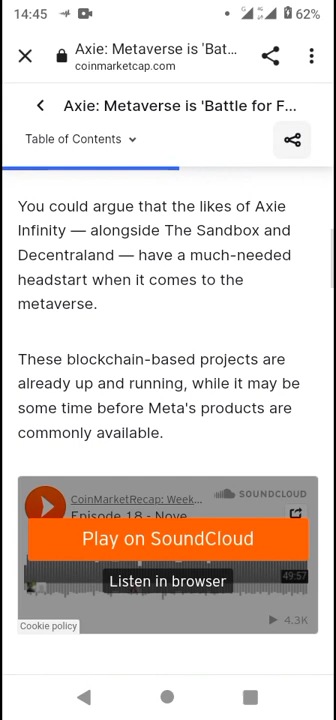 14:45
62%
Axie: Metaverse is 'Bat...
coinmarketcap.com
Axie: Metaverse is 'Battle for F...
Table of Contents
You could argue that the likes of Axie
Infinity — alongside The Sandbox and
Decentraland — have a much-needed
headstart when it comes to the
metaverse.
These blockchain-based projects are
already up and running, while it may be
some time before Meta's products are
commonly available.
SOUNDCLOUD
CoinMarketRecap: Week...
Episode 18 - Nove
Play on SoundCloud
Listen in browser
49:57
Cookie policy
4.3K